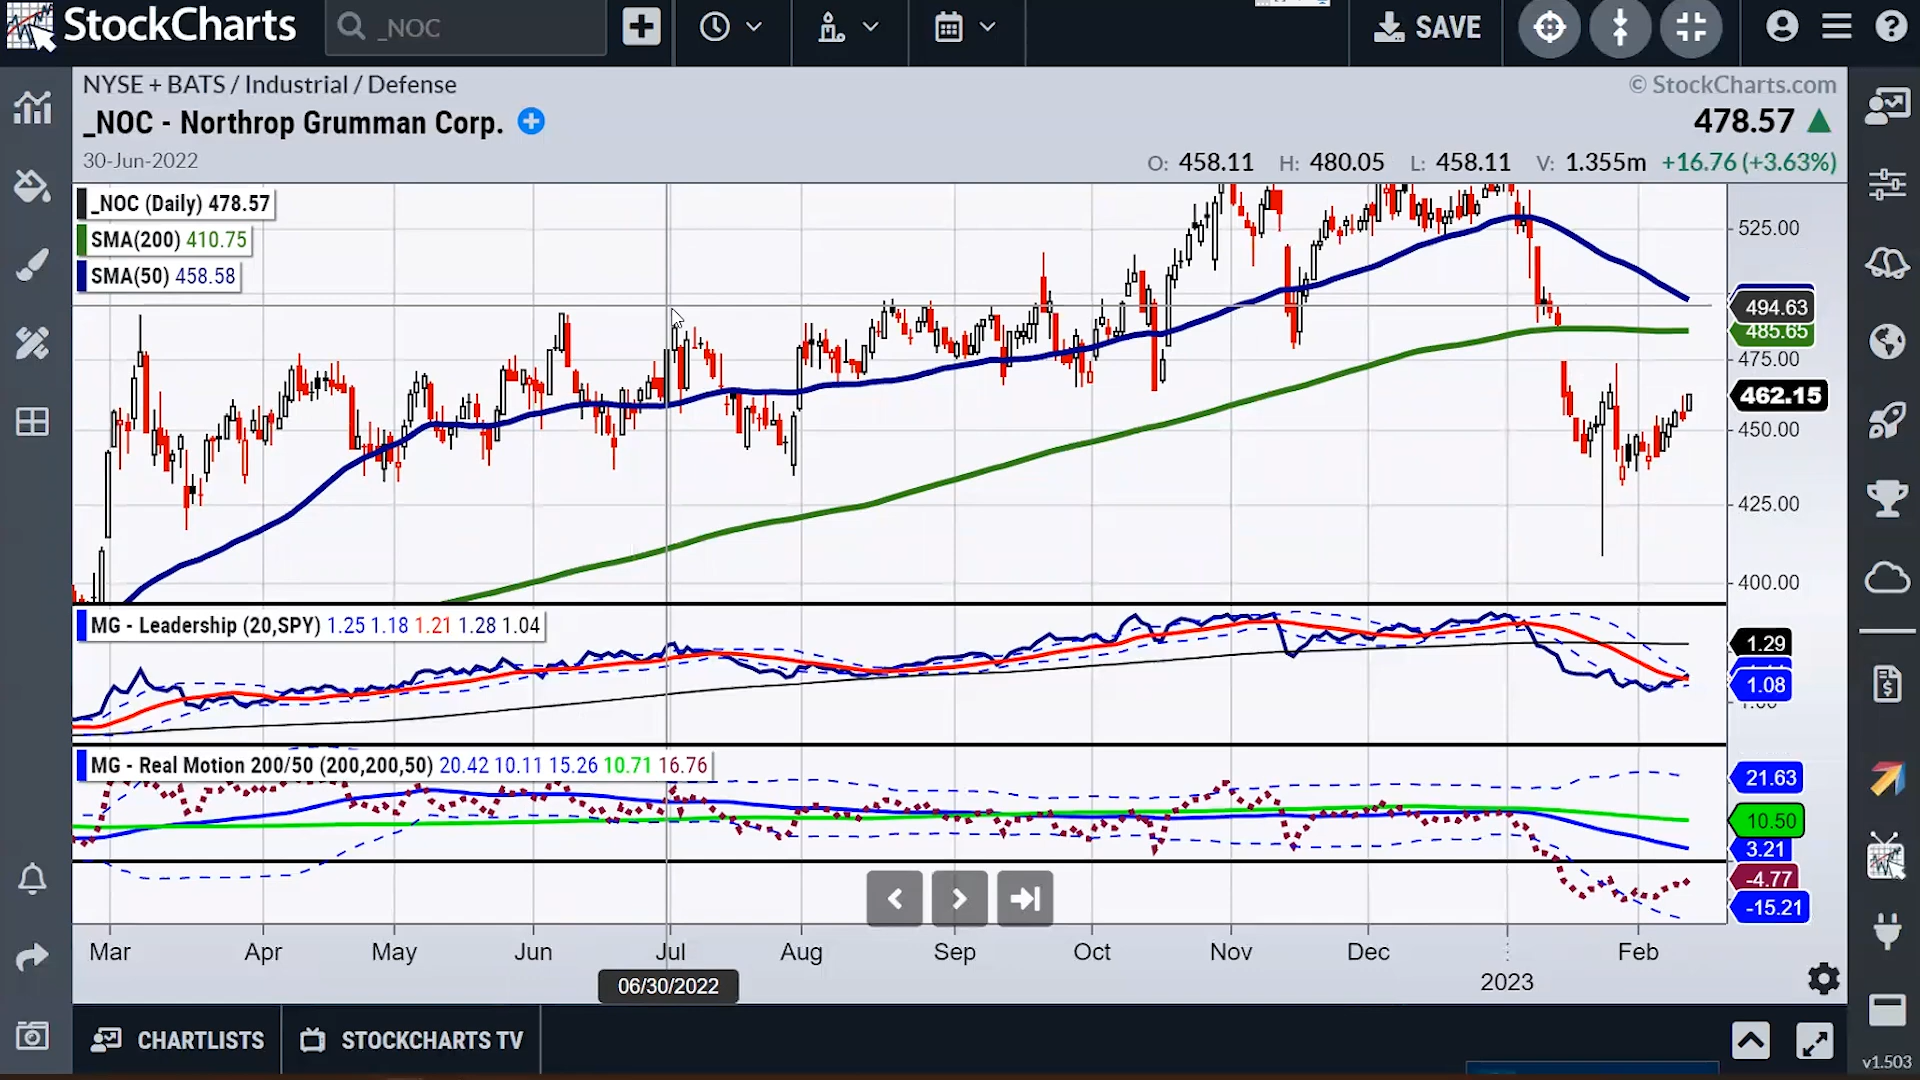 StockCharts
_NOC
SAVE
NYSE + BATS / Industrial / Defense
© StockCharts.com
_NOC - Northrop Grumman Corp.
478.57
30-Jun-2022
O: 458.11 H: 480.05 L: 458.11 V: 1.355m +16.76 (+3.63%)
_NOC (Daily) 478.57
SMA(200) 410.75
SMA(50) 458.58
525.00
494.63
485.65
475.00
462.15
450.00
425.00
400.00
MG - Leadership (20,SPY) 1.25 1.18 1.21 1.28 1.04
1.29
1.08
MG - Real Motion 200/50 (200,200,50) 20.42 10.11 15.26 10.71 16.76
21.63
10.50
3.21
-4.77
-15.21
Mar Apr May Jun Jul Aug Sep Oct Nov Dec Feb
06/30/2022
2023
CHARTLISTS
STOCKCHARTS TV
v1.503